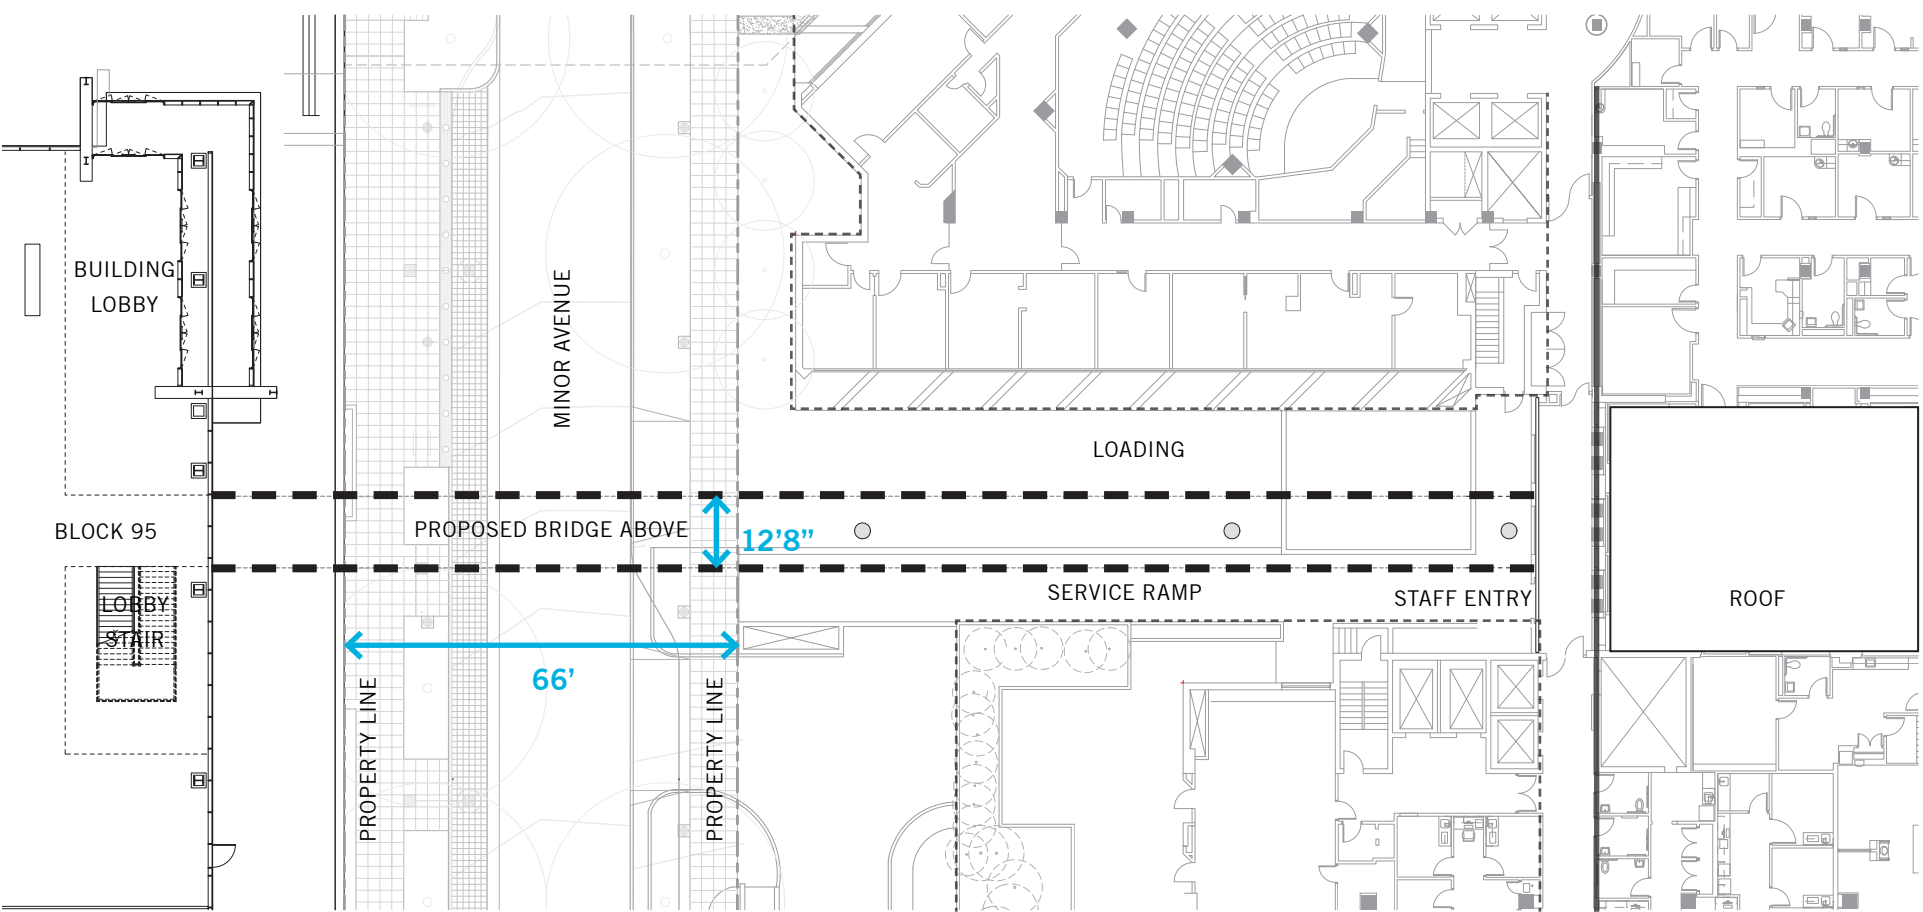 BUILDING
LOBBY
MINOR AVENUE
LOADING
BLOCK 95
PROPOSED BRIDGE ABOVE
12’8”
LOBBY
STAIR
SERVICE RAMP
STAFF ENTRY
ROOF
66’
PROPERTY LINE
PROPERTY LINE